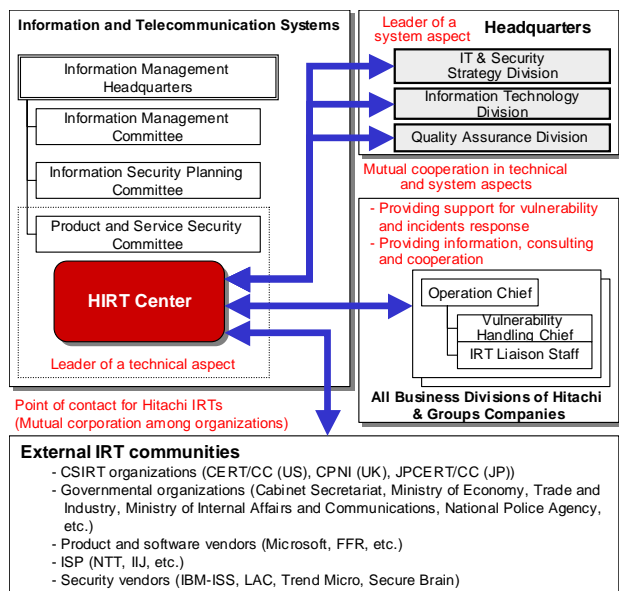 Information and Telecommunication Systems
Information Management
Headquarters
Information Management
Committee
Information Security Planning
Committee
Product and Service Security
Committee
HIRT Center
Leader of a technical aspect
Leader of a
system aspect
Headquarters
IT & Security
Strategy Division
Information Technology
Division
Quality Assurance Division
Mutual cooperation in technical
and system aspects
- Providing support for vulnerability
and incidents response
- Providing information, consulting
and cooperation
Operation Chief
Vulnerability
Handling Chief
IRT Liaison Staff
All Business Divisions of Hitachi
& Groups Companies
Point of contact for Hitachi IRTs
(Mutual corporation among organizations)
External IRT communities
- CSIRT organizations (CERT/CC (US), CPNI (UK), JPCERT/CC (JP))
- Governmental organizations (Cabinet Secretariat, Ministry of Economy, Trade and
Industry, Ministry of Internal Affairs and Communications, National Police Agency,
etc.)
- Product and software vendors (Microsoft, FFR, etc.)
- ISP (NTT, IIJ, etc.)
- Security vendors (IBM-ISS, LAC, Trend Micro, Secure Brain)